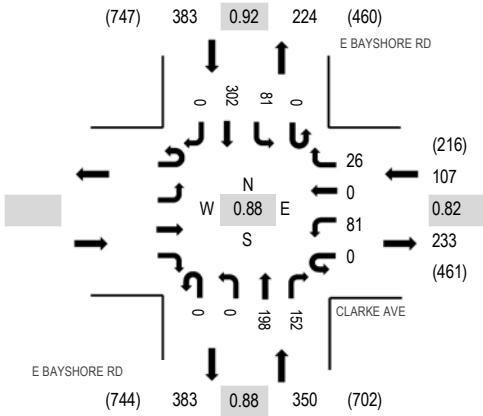 (747) 383 0.92 224 (460)
E BAYSHORE RD
0 302 81 0
(216)
26
107
N
0
W 0.88 E
0.82
S
81
233
0
(461)
0 0 198 152
CLARKE AVE
E BAYSHORE RD
(744) 383 0.88 350 (702)